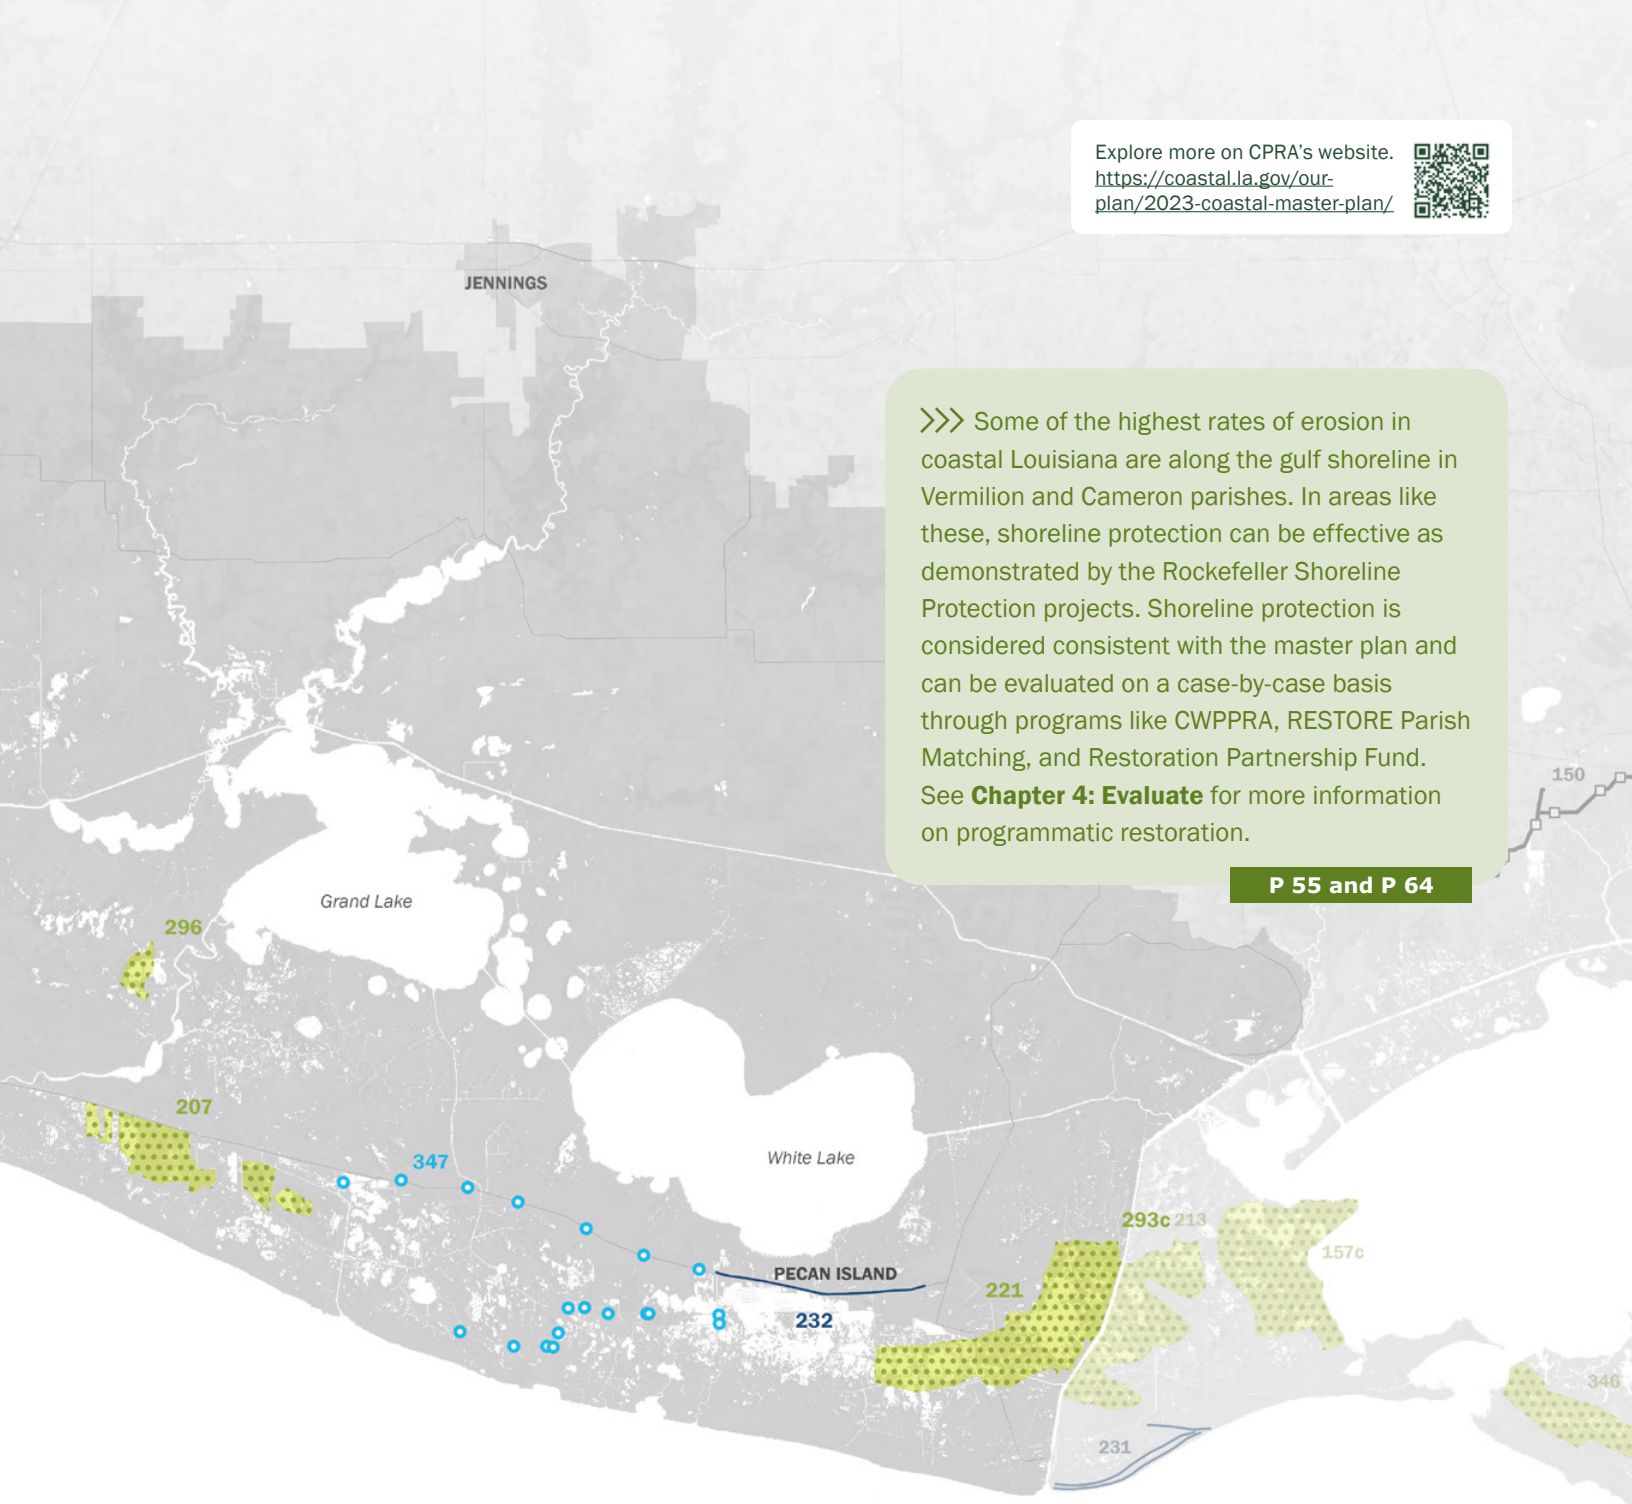 Explore more on CPRA's website.
https://coastal.la.gov/our-
plan/2023-coastal-master-plan/
JENNINGS
>>> Some of the highest rates of erosion in
coastal Louisiana are along the gulf shoreline in
Vermilion and Cameron parishes. In areas like
these, shoreline protection can be effective as
demonstrated by the Rockefeller Shoreline
Protection projects. Shoreline protection is
considered consistent with the master plan and
can be evaluated on a case-by-case basis
through programs like CWPPRA, RESTORE Parish
Matching, and Restoration Partnership Fund.
See Chapter 4: Evaluate for more information
on programmatic restoration.
P 55 and P 64
150
Grand Lake
296
207
347
White Lake
293c 213
157c
PECAN ISLAND
221
232
346
231